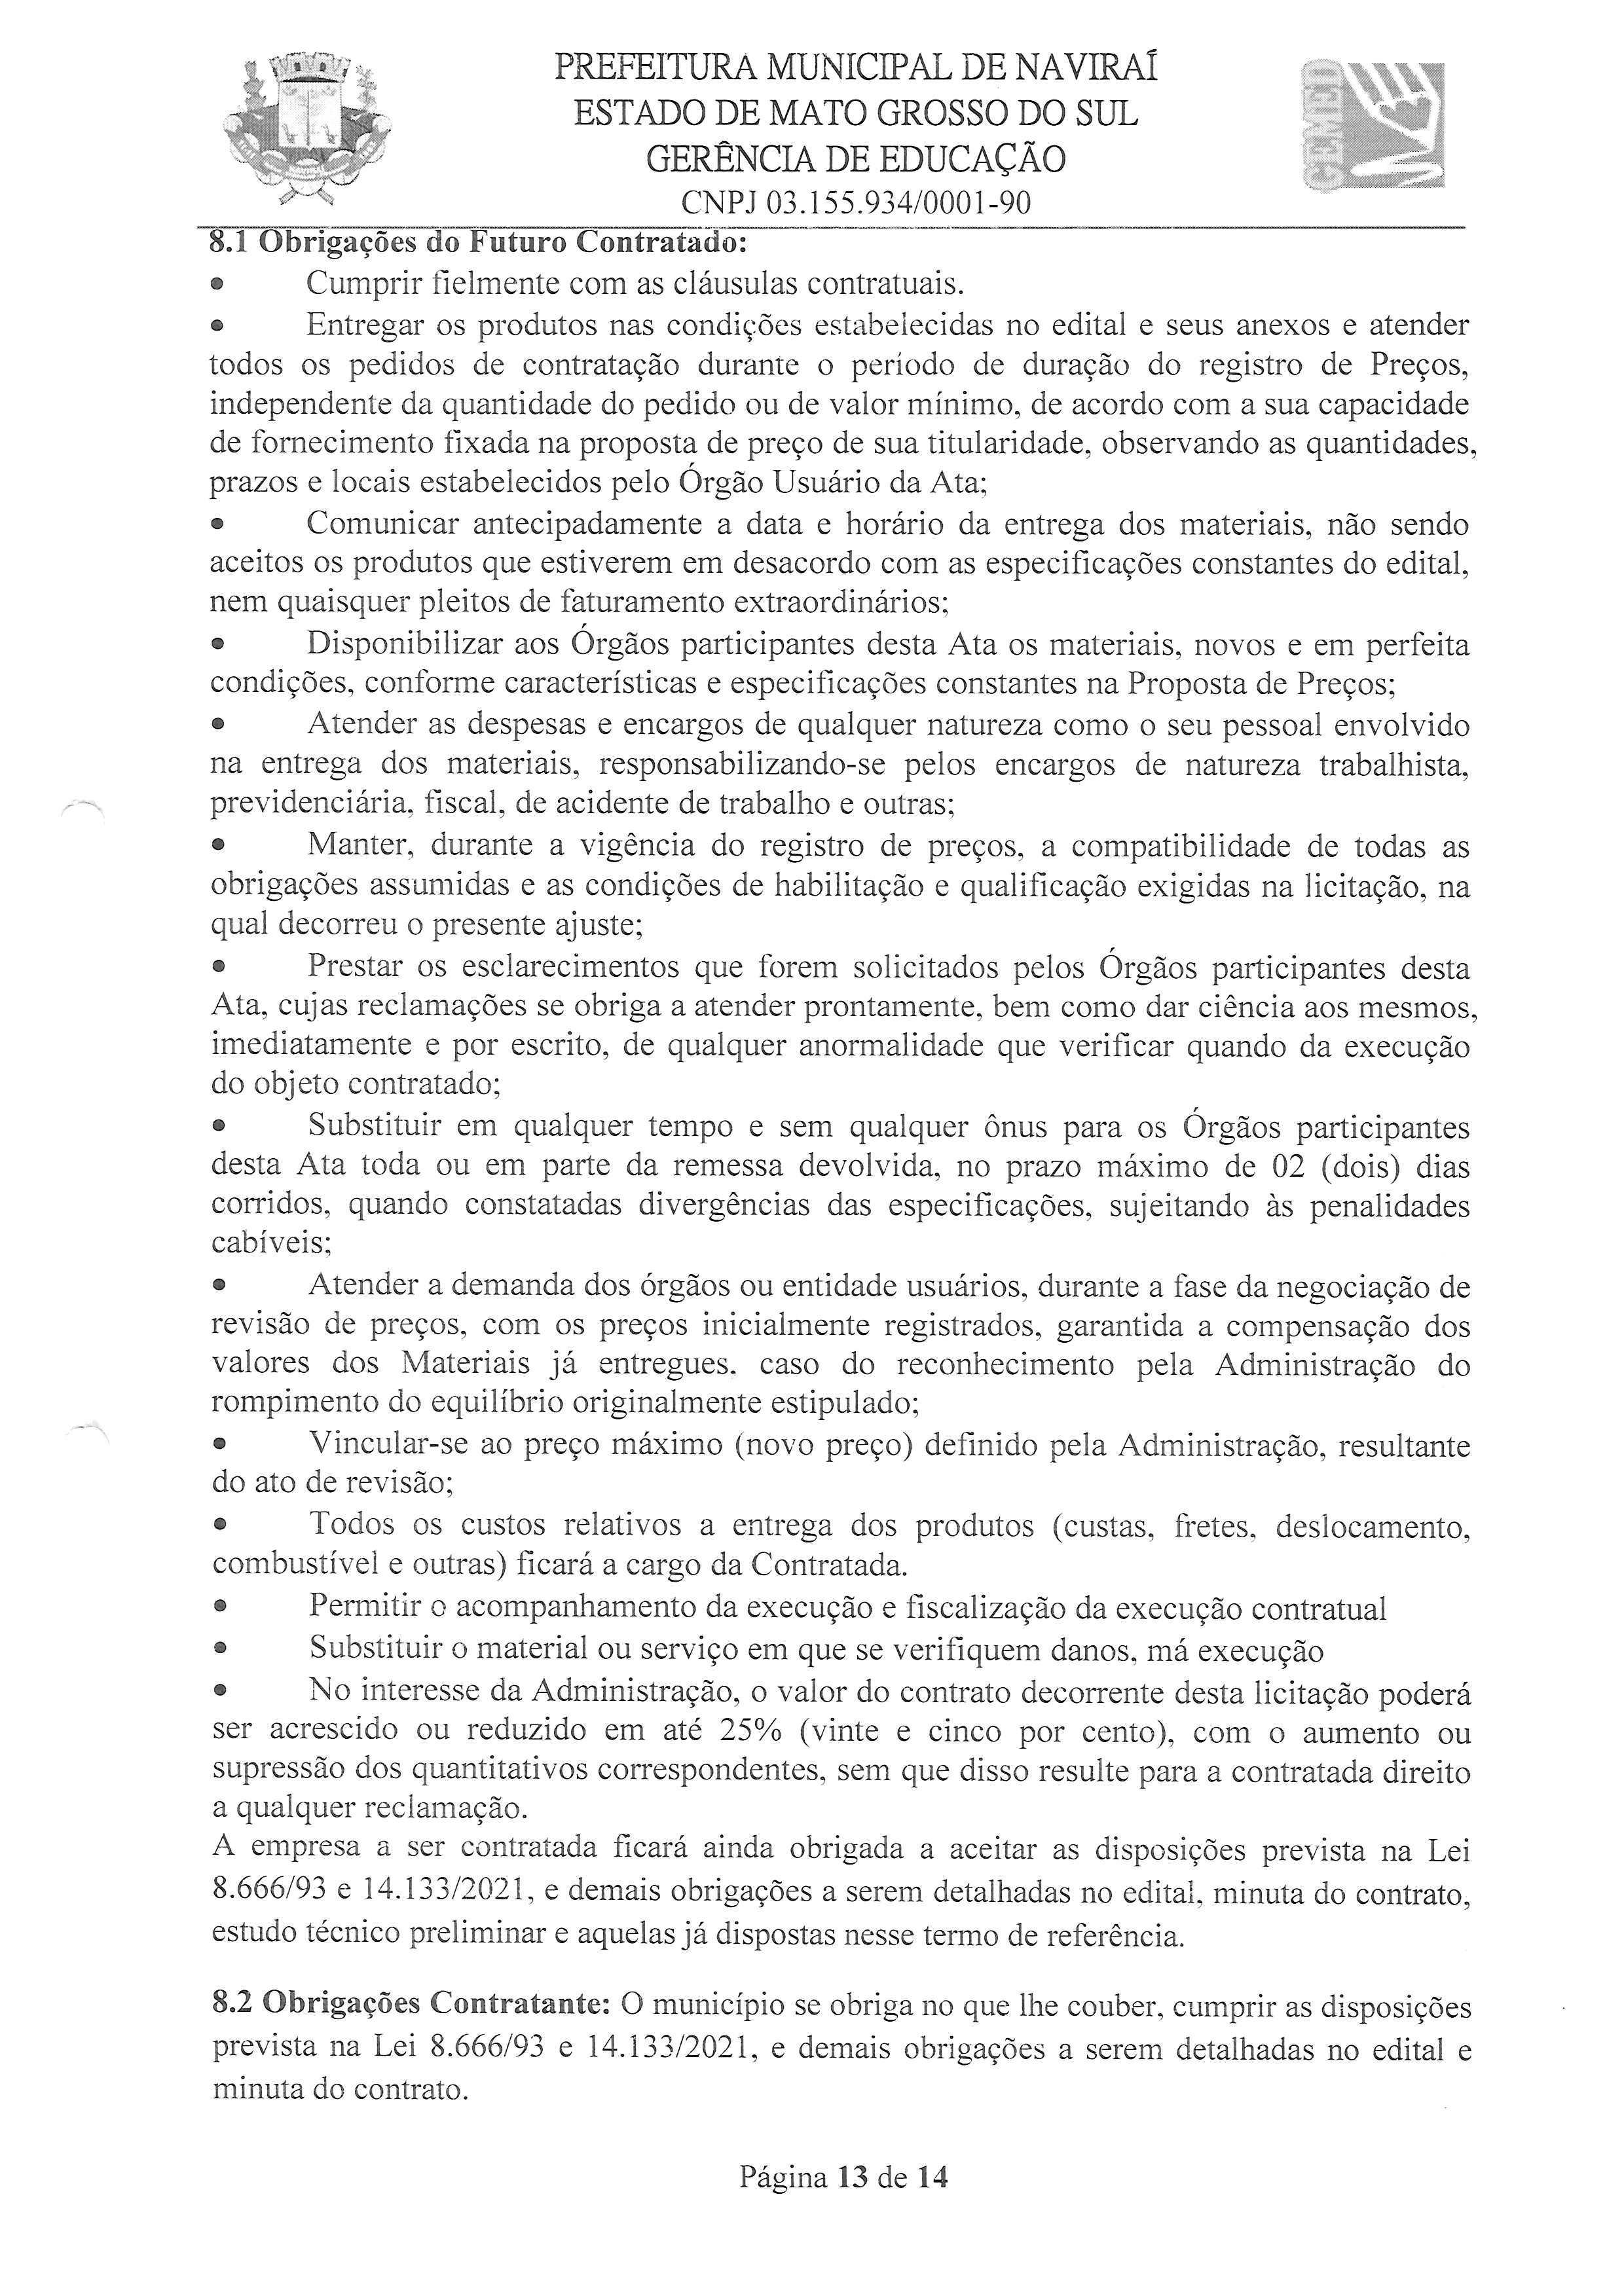 PREFEITURA MUNICIPAL DE NAVIRAÍ
ESTADO DE MATO GROSSO DO SUL
GERÊNCIA DE EDUCAÇÃO
CNPJ 03.155.934/0001-90
GEMED
8.1 Obrigações do Futuro Contratado:
• Cumprir fielmente com as cláusulas contratuais.
• Entregar os produtos nas condições estabelecidas no edital e seus anexos e atender
todos os pedidos de contratação durante o período de duração do registro de Preços,
independente da quantidade do pedido ou de valor mínimo, de acordo com a sua capacidade
de fornecimento fixada na proposta de preço de sua titularidade, observando as quantidades,
prazos e locais estabelecidos pelo Órgão Usuário da Ata;
• Comunicar antecipadamente a data e horário da entrega dos materiais, não sendo
aceitos os produtos que estiverem em desacordo com as especificações constantes do edital,
nem quaisquer pleitos de faturamento extraordinários;
• Disponibilizar aos Órgãos participantes desta Ata os materiais, novos e em perfeita
condições, conforme características e especificações constantes na Proposta de Preços;
• Atender as despesas e encargos de qualquer natureza como o seu pessoal envolvido
na entrega dos materiais, responsabilizando-se pelos encargos de natureza trabalhista,
previdenciária, fiscal, de acidente de trabalho e outras;
• Manter, durante a vigência do registro de preços, a compatibilidade de todas as
obrigações assumidas e as condições de habilitação e qualificação exigidas na licitação, na
qual decorreu o presente ajuste;
• Prestar os esclarecimentos que forem solicitados pelos Órgãos participantes desta
Ata, cujas reclamações se obriga a atender prontamente, bem como dar ciência aos mesmos,
imediatamente e por escrito, de qualquer anormalidade que verificar quando da execução
do objeto contratado;
• Substituir em qualquer tempo e sem qualquer ônus para os Órgãos participantes
desta Ata toda ou em parte da remessa devolvida, no prazo máximo de 02 (dois) dias
corridos, quando constatadas divergências das especificações, sujeitando às penalidades
cabíveis;
• Atender a demanda dos órgãos ou entidade usuários, durante a fase da negociação de
revisão de preços, com os preços inicialmente registrados, garantida a compensação dos
valores dos Materiais já entregues, caso do reconhecimento pela Administração do
rompimento do equilíbrio originalmente estipulado;
• Vincular-se ao preço máximo (novo preço) definido pela Administração, resultante
do ato de revisão;
• Todos os custos relativos a entrega dos produtos (custas, fretes, deslocamento,
combustível e outras) ficará a cargo da Contratada.
• Permitir o acompanhamento da execução e fiscalização da execução contratual
• Substituir o material ou serviço em que se verifiquem danos, má execução
• No interesse da Administração, o valor do contrato decorrente desta licitação poderá
ser acrescido ou reduzido em até 25% (vinte e cinco por cento), com o aumento ou
supressão dos quantitativos correspondentes, sem que disso resulte para a contratada direito
a qualquer reclamação.
A empresa a ser contratada ficará ainda obrigada a aceitar as disposições prevista na Lei
8.666/93 e 14.133/2021, e demais obrigações a serem detalhadas no edital, minuta do contrato,
estudo técnico preliminar e aquelas já dispostas nesse termo de referência.
8.2 Obrigações Contratante: O município se obriga no que lhe couber, cumprir as disposições
prevista na Lei 8.666/93 e 14.133/2021, e demais obrigações a serem detalhadas no edital e
minuta do contrato.
Página 13 de 14